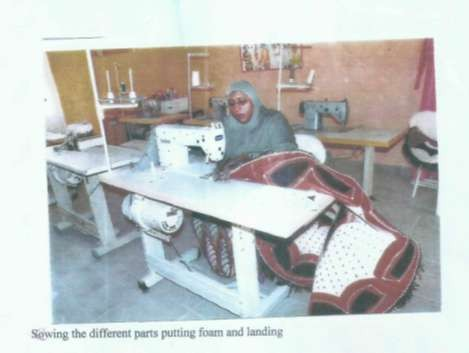 Sowing the different parts putting foam and landing